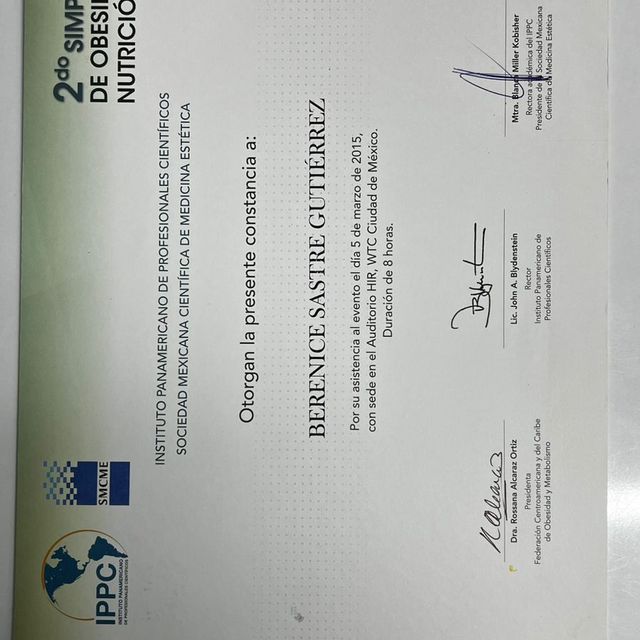 IPPC
INSTITUTO PANAMERICANO
DE PROFESIONALES CIENTÍFICOS
SMCME
2do SIMP
DE OBESI
NUTRICIÓ
INSTITUTO PANAMERICANO DE PROFESIONALES CIENTÍFICOS
SOCIEDAD MEXICANA CIENTÍFICA DE MEDICINA ESTÉTICA
Otorgan la presente constancia a:
BERENICE SASTRE GUTIÉRREZ
Por su asistencia al evento el día 5 de marzo de 2015,
con sede en el Auditorio HIR, WTC Ciudad de México.
Duración de 8 horas.
Dra. Rossana Alcaraz Ortiz
Presidenta
Federación Centroamericana y del Caribe
de Obesidad y Metabolismo
Lic. John A. Blydenstein
Rector
Instituto Panamericano de
Profesionales Científicos
Mtra. Blanca Miller Kobisher
Rectora académica del IPPC
Presidente de la Sociedad Mexicana
Científica de Medicina Estética